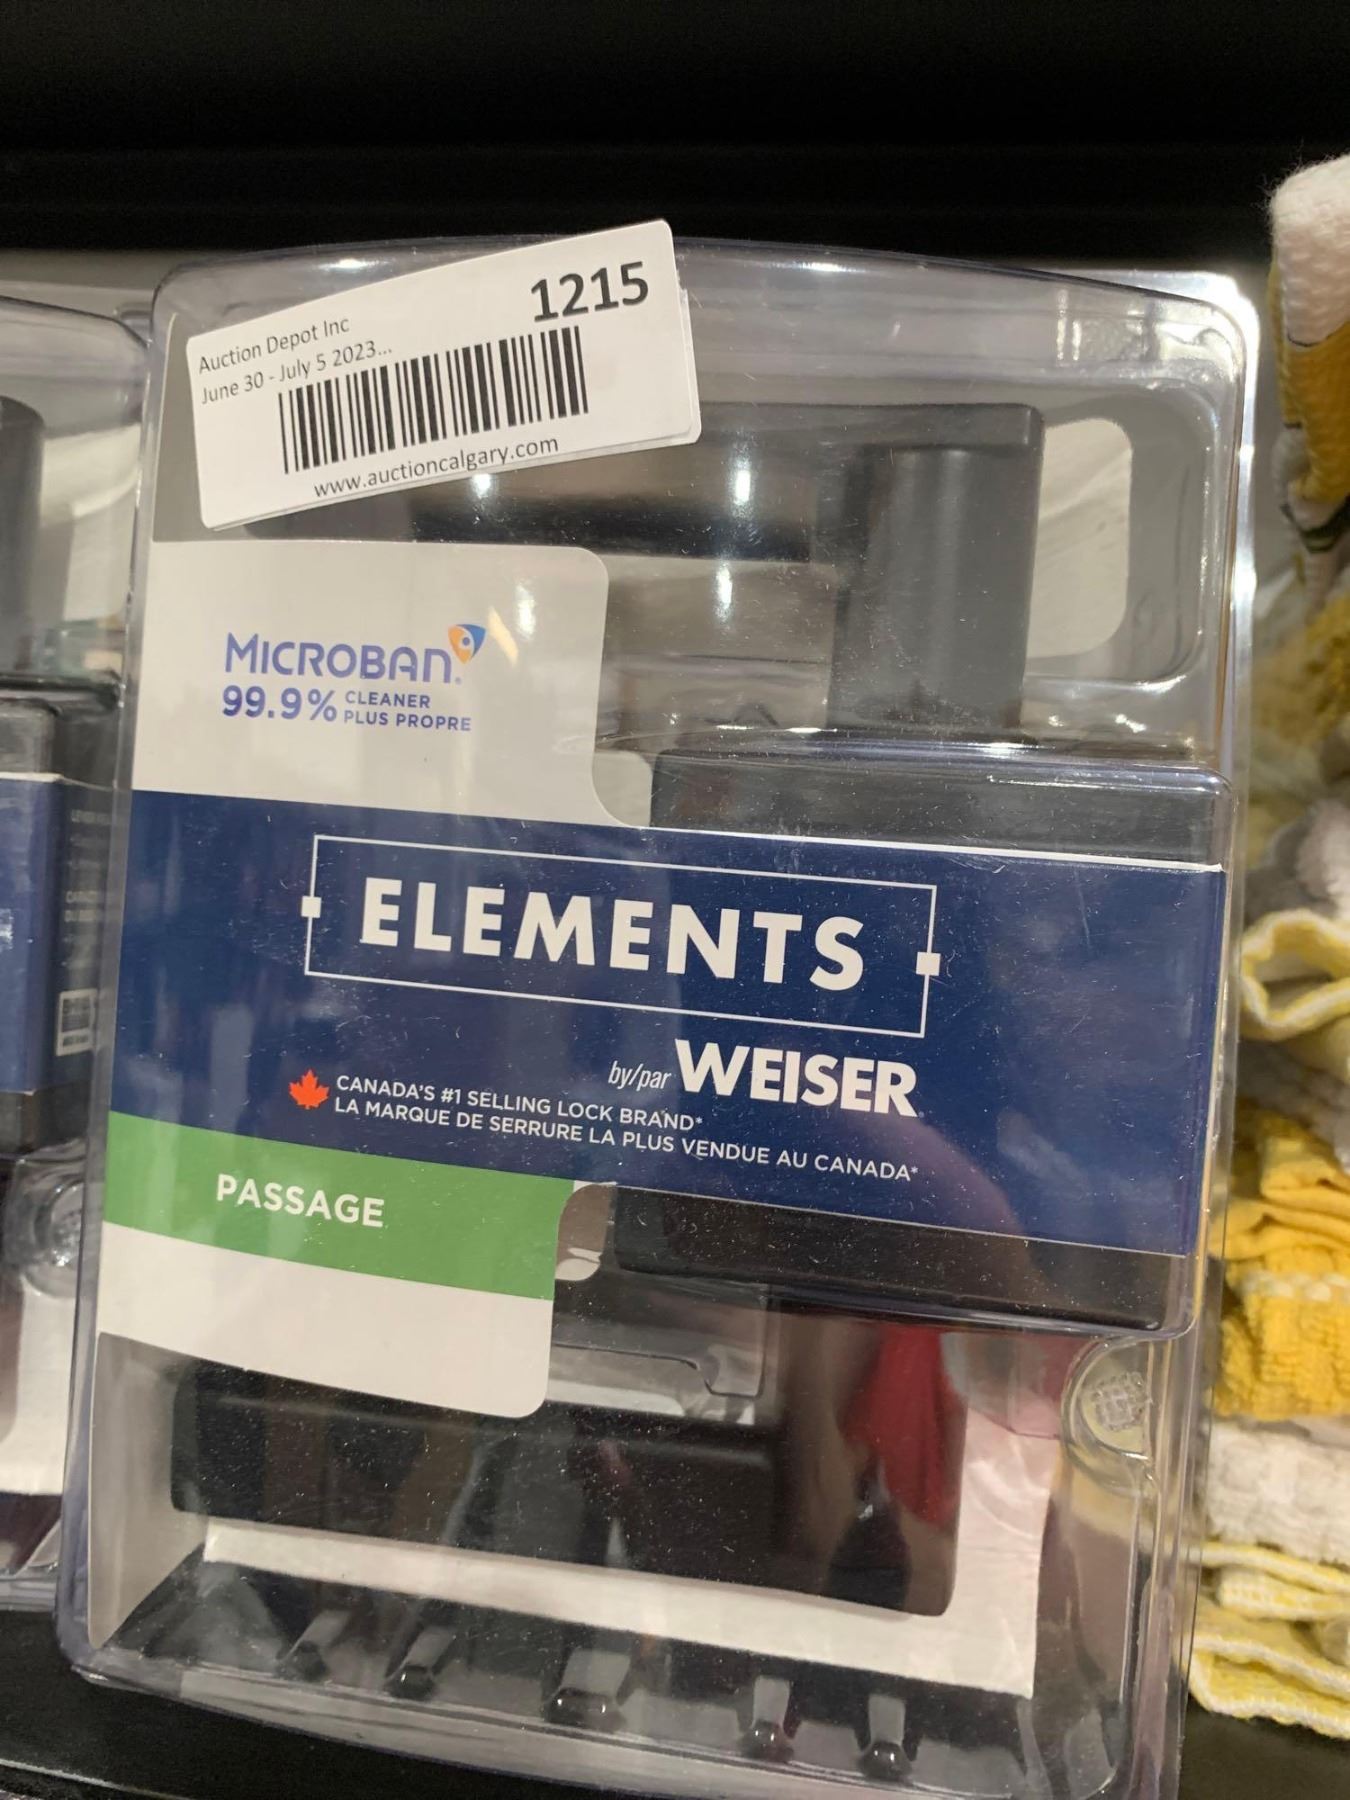 1215
Auction Depot Inc
June 30 - July 5 2023...
www.auctioncalgary.com
MICROBAN®
99.9% CLEANER
PLUS PROPRE
ELEMENTS
by/par WEISER
CANADA'S #1 SELLING LOCK BRAND*
LA MARQUE DE SERRURE LA PLUS VENDUE AU CANADA*
PASSAGE